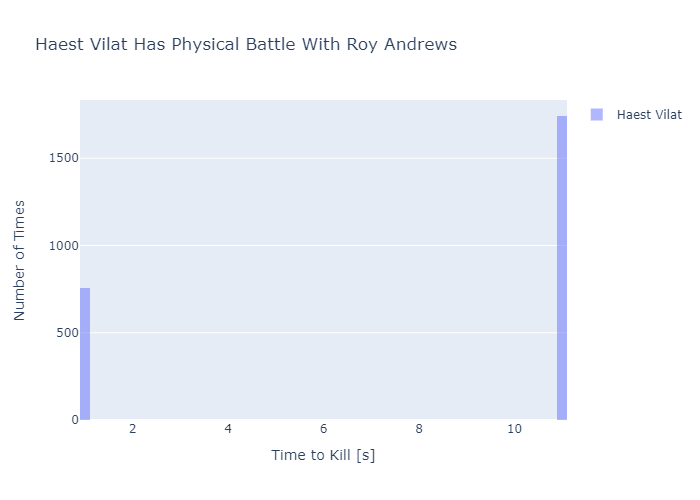 Haest Vilat Has Physical Battle With Roy Andrews
Haest Vilat
1500
1000
500
0
2 4 6 8 10
Number of Times
Time to Kill [s]